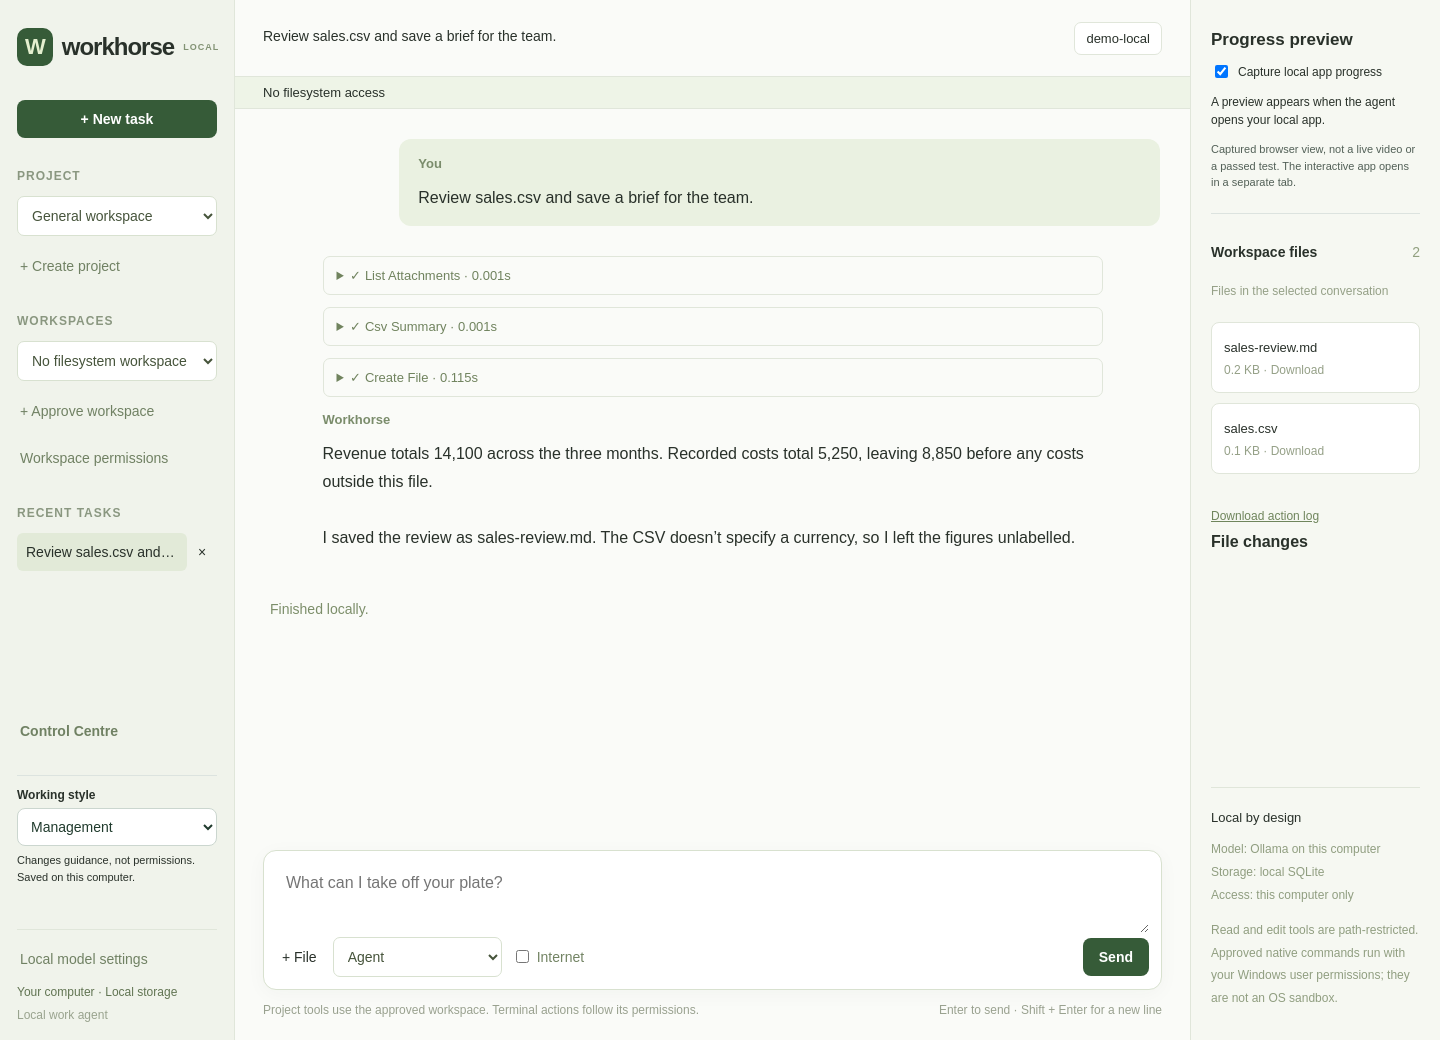 W workhorse LOCAL
+ New task
PROJECT
General workspace
+ Create project
WORKSPACES
No filesystem workspace
+ Approve workspace
Workspace permissions
RECENT TASKS
Review sales.csv and… ×
Control Centre
Working style
Management
Changes guidance, not permissions.
Saved on this computer.
Local model settings
Your computer · Local storage
Local work agent
Review sales.csv and save a brief for the team.
demo-local
No filesystem access
You
Review sales.csv and save a brief for the team.
✓ List Attachments · 0.001s
✓ Csv Summary · 0.001s
✓ Create File · 0.115s
Workhorse
Revenue totals 14,100 across the three months. Recorded costs total 5,250, leaving 8,850 before any costs
outside this file.
I saved the review as sales-review.md. The CSV doesn’t specify a currency, so I left the figures unlabelled.
Finished locally.
What can I take off your plate?
+ File
Agent
Internet
Send
Project tools use the approved workspace. Terminal actions follow its permissions.
Enter to send · Shift + Enter for a new line
Progress preview
Capture local app progress
A preview appears when the agent
opens your local app.
Captured browser view, not a live video or
a passed test. The interactive app opens
in a separate tab.
Workspace files 2
Files in the selected conversation
sales-review.md
0.2 KB · Download
sales.csv
0.1 KB · Download
Download action log
File changes
Local by design
Model: Ollama on this computer
Storage: local SQLite
Access: this computer only
Read and edit tools are path-restricted.
Approved native commands run with
your Windows user permissions; they
are not an OS sandbox.